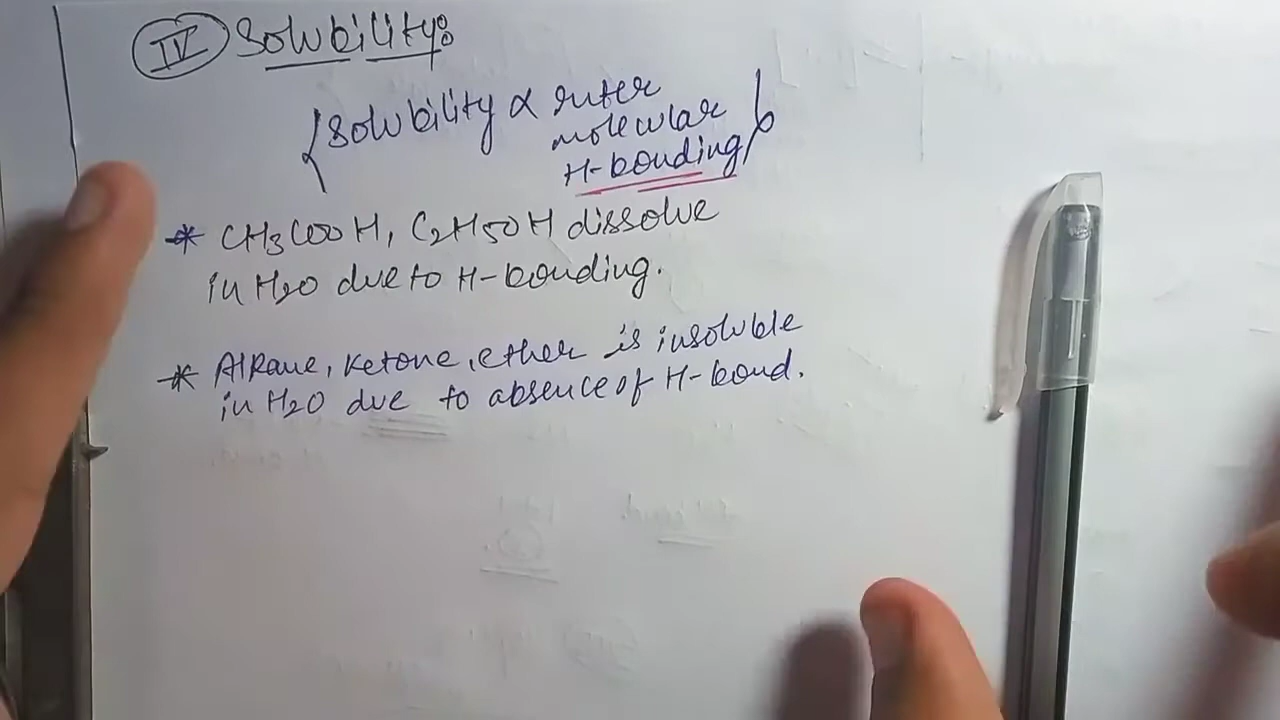 IV Solubility:
{solubility ∝ inter
molecular
H-bonding}
* CH3COOH, C2H5OH dissolve
in H2O due to H-bonding.
* Alkane, Ketone, ether is insoluble
in H2O due to absence of H-bond.